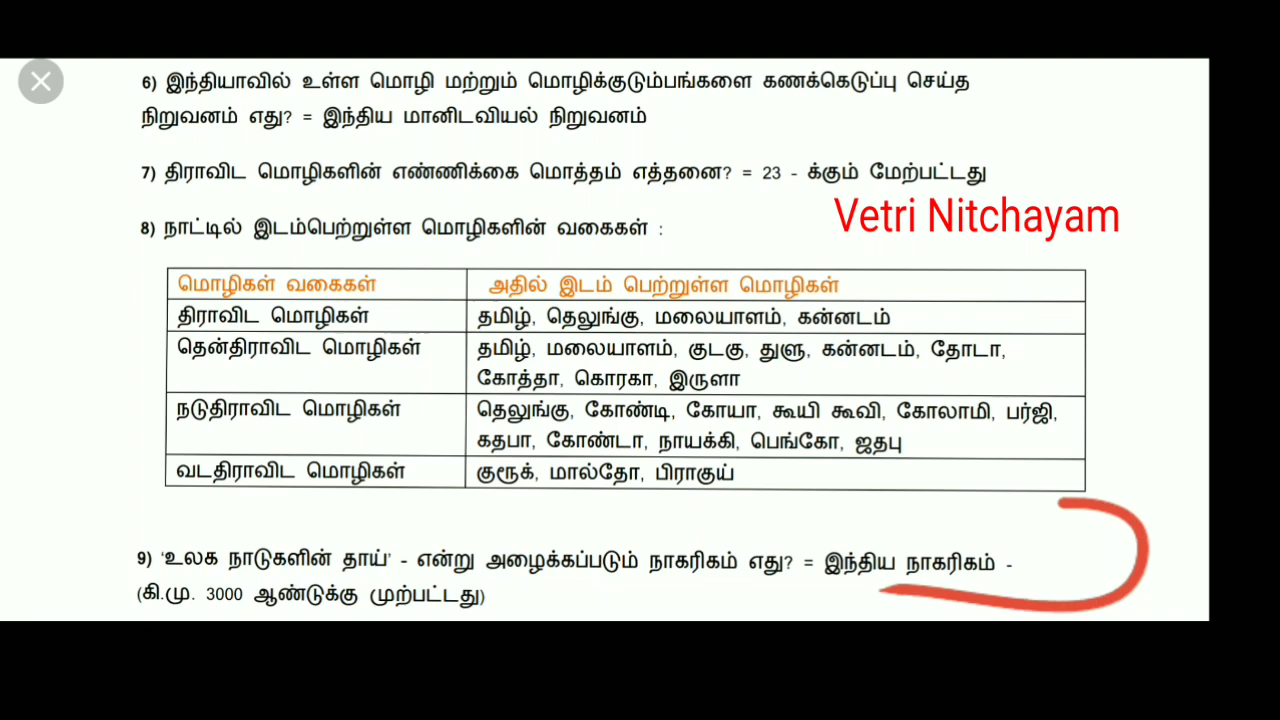 6) இந்தியாவில் உள்ள மொழி மற்றும் மொழிக்குடும்பங்களை கணக்கெடுப்பு செய்த
நிறுவனம் எது? = இந்திய மானிடவியல் நிறுவனம்
7) திராவிட மொழிகளின் எண்ணிக்கை மொத்தம் எத்தனை? = 23 - க்கும் மேற்பட்டது
Vetri Nitchayam
8) நாட்டில் இடம்பெற்றுள்ள மொழிகளின் வகைகள் :
மொழிகள் வகைகள் அதில் இடம் பெற்றுள்ள மொழிகள்
திராவிட மொழிகள் தமிழ், தெலுங்கு, மலையாளம், கன்னடம்
தென்திராவிட மொழிகள் தமிழ், மலையாளம், குடகு, துளு, கன்னடம், தோடா,
கோத்தா, கொரகா, இருளா
நடுதிராவிட மொழிகள் தெலுங்கு, கோண்டி, கோயா, கூயி கூவி, கோலாமி, பர்ஜி,
கதபா, கோண்டா, நாயக்கி, பெங்கோ, ஜதபு
வடதிராவிட மொழிகள் குரூக், மால்தோ, பிராகுய்
9) ‘உலக நாடுகளின் தாய்’ - என்று அழைக்கப்படும் நாகரிகம் எது? = இந்திய நாகரிகம் -
(கி.மு. 3000 ஆண்டுக்கு முற்பட்டது)